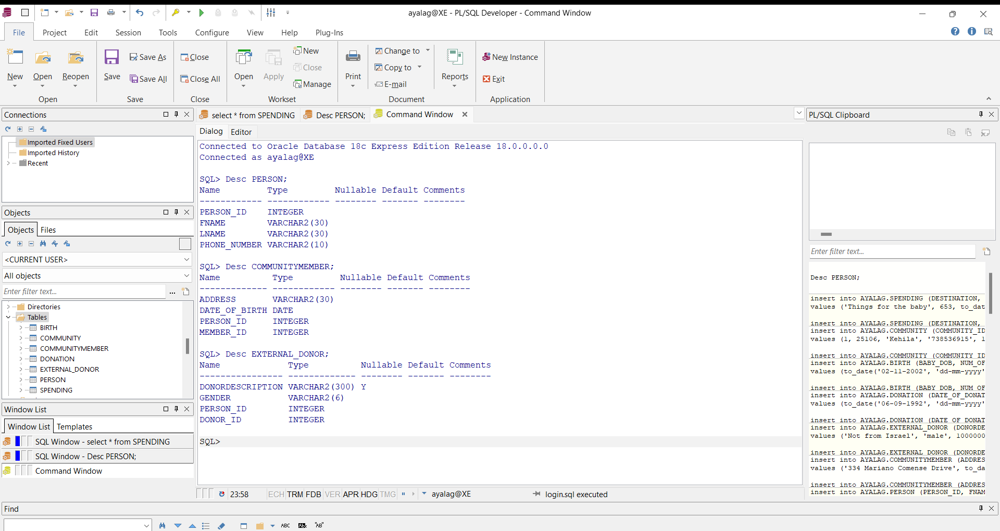 ayalag@XE - PL/SQL Developer - Command Window
File Project Edit Session Tools Configure View Help Plug-Ins
New
Open
Reopen
Open
Save
Save As
Save All
Save
Close
Close All
Close
Open
Apply
New
Close
Manage
Workset
Print
Change to
Copy to
E-mail
Document
Reports
New Instance
Exit
Application
Connections
Imported Fixed Users
Imported History
Recent
Objects
Objects Files
<CURRENT USER>
All objects
Enter filter text...
...
Directories
Tables
BIRTH
COMMUNITY
COMMUNITYMEMBER
DONATION
EXTERNAL_DONOR
PERSON
SPENDING
Window List
Window List Templates
SQL Window - select * from SPENDING
SQL Window - Desc PERSON;
Command Window
select * from SPENDING Desc PERSON; Command Window
Dialog Editor
Connected to Oracle Database 18c Express Edition Release 18.0.0.0.0
Connected as ayalag@XE
SQL> Desc PERSON;
Name         Type         Nullable Default Comments
------------ ------------ -------- ------- --------
PERSON_ID    INTEGER
FNAME        VARCHAR2(30)
LNAME        VARCHAR2(30)
PHONE_NUMBER VARCHAR2(10)
SQL> Desc COMMUNITYMEMBER;
Name          Type         Nullable Default Comments
------------- ------------ -------- ------- --------
ADDRESS       VARCHAR2(30)
DATE_OF_BIRTH DATE
PERSON_ID     INTEGER
MEMBER_ID     INTEGER
SQL> Desc EXTERNAL_DONOR;
Name             Type          Nullable Default Comments
---------------- ------------- -------- ------- --------
DONORDESCRIPTION VARCHAR2(300) Y
GENDER           VARCHAR2(6)
PERSON_ID        INTEGER
DONOR_ID         INTEGER
SQL>
23:58 ECH TRM FDB VER APR HDG TMG ayalag@XE login.sql executed
PL/SQL Clipboard
Enter filter text...
Desc PERSON;
insert into AYALAG.SPENDING (DESTINATION,
values ('Things for the baby', 653, to_dat
insert into AYALAG.SPENDING (DESTINATION,
insert into AYALAG.COMMUNITY (COMMUNITY_ID
values (1, 25106, 'Kehila', '738536915', 1
insert into AYALAG.COMMUNITY (COMMUNITY_ID
insert into AYALAG.BIRTH (BABY_DOB, NUM_OF
values (to_date('02-11-2002', 'dd-mm-yyyy'
insert into AYALAG.BIRTH (BABY_DOB, NUM_OF
insert into AYALAG.DONATION (DATE_OF_DONAT
values (to_date('06-09-1992', 'dd-mm-yyyy'
insert into AYALAG.DONATION (DATE_OF_DONAT
insert into AYALAG.EXTERNAL_DONOR (DONORDE
values ('Not from Israel', 'male', 1000000
insert into AYALAG.EXTERNAL_DONOR (DONORDE
insert into AYALAG.COMMUNITYMEMBER (ADDRES
values ('334 Mariano Comense Drive', to_da
insert into AYALAG.COMMUNITYMEMBER (ADDRES
insert into AYALAG.PERSON (PERSON_ID, FNAM
Find
ABC "AB"